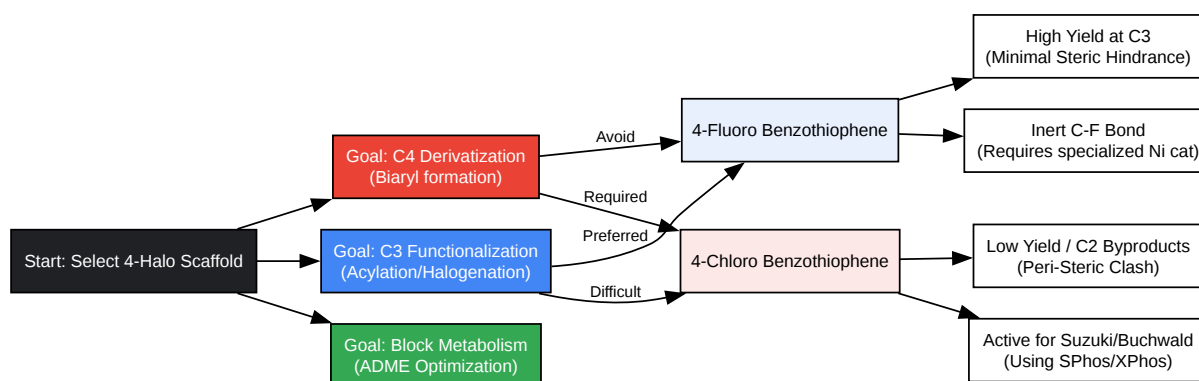 Start: Select 4-Halo Scaffold
Goal: C4 Derivatization
(Biaryl formation)
Goal: C3 Functionalization
(Acylation/Halogenation)
Goal: Block Metabolism
(ADME Optimization)
Avoid
Required
Preferred
Difficult
4-Fluoro Benzothiophene
4-Chloro Benzothiophene
High Yield at C3
(Minimal Steric Hindrance)
Inert C-F Bond
(Requires specialized Ni cat)
Low Yield / C2 Byproducts
(Peri-Steric Clash)
Active for Suzuki/Buchwald
(Using SPhos/XPhos)